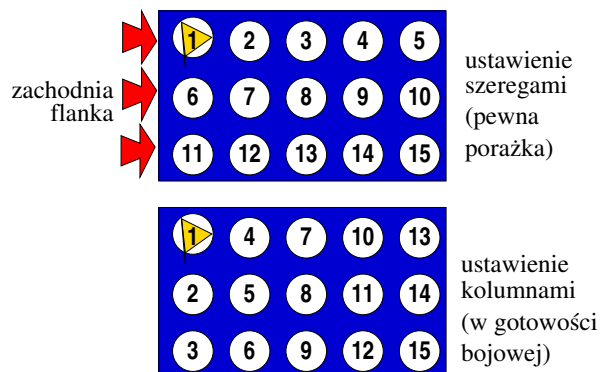 1 2 3 4 5
6 7 8 9 10
11 12 13 14 15
zachodnia
flanka
ustawienie
szeregami
(pewna
porażka)
1 4 7 10 13
2 5 8 11 14
3 6 9 12 15
ustawienie
kolumnami
(w gotowości
bojowej)